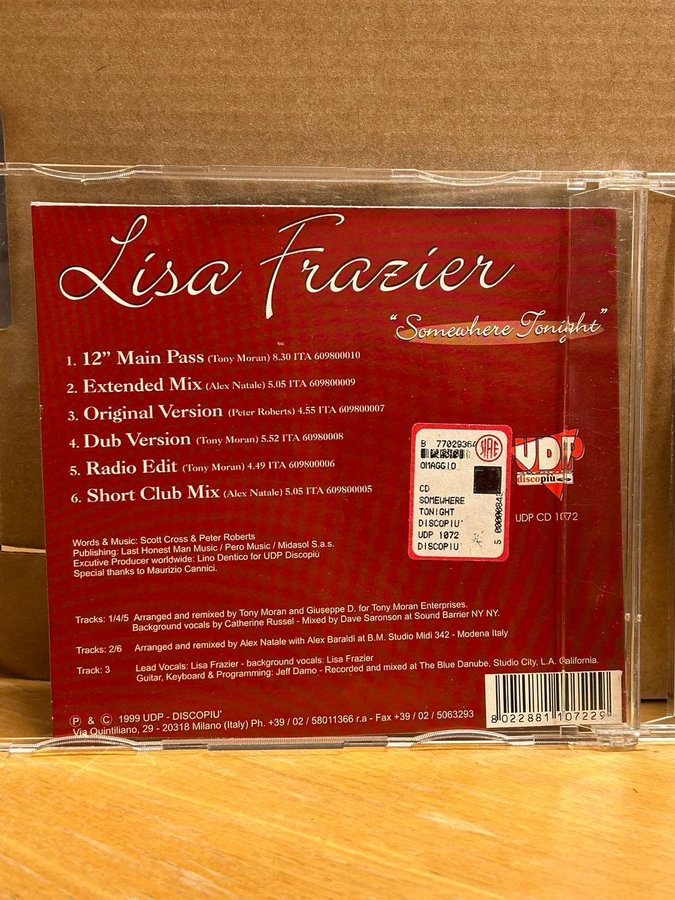 Lisa Frazier
"Somewhere Tonight"
1. 12" Main Pass (Tony Moran) 8.30 ITA 609800010
2. Extended Mix (Alex Natale) 5.05 ITA 609800009
3. Original Version (Peter Roberts) 4.55 ITA 609800007
4. Dub Version (Tony Moran) 5.52 ITA 60980008
5. Radio Edit (Tony Moran) 4.49 ITA 609800006
6. Short Club Mix (Alex Natale) 5.05 ITA 609800005
B 77029364
OMAGGIO
CD
SOMEWHERE
TONIGHT
DISCOPIU'
UDP 1072
DISCOPIU
SIAE
UDP
discopiu
UDP CD 1072
Words & Music: Scott Cross & Peter Roberts
Publishing: Last Honest Man Music / Pero Music / Midasol S.a.s.
Excutive Producer worldwide: Lino Dentico for UDP Discopiù
Special thanks to Maurizio Cannici.
Tracks: 1/4/5 Arranged and remixed by Tony Moran and Giuseppe D. for Tony Moran Enterprises.
Background vocals by Catherine Russel - Mixed by Dave Saronson at Sound Barrier NY NY.
Tracks: 2/6 Arranged and remixed by Alex Natale with Alex Baraldi at B.M. Studio Midi 342 - Modena Italy
Track: 3 Lead Vocals: Lisa Frazier - background vocals: Lisa Frazier
Guitar, Keyboard & Programming: Jeff Damo - Recorded and mixed at The Blue Danube, Studio City, L.A. California.
℗ & © 1999 UDP - DISCOPIU'
Via Quintiliano, 29 - 20318 Milano (Italy) Ph. +39 / 02 / 58011366 r.a - Fax +39 / 02 / 5063293
8 022881 107229